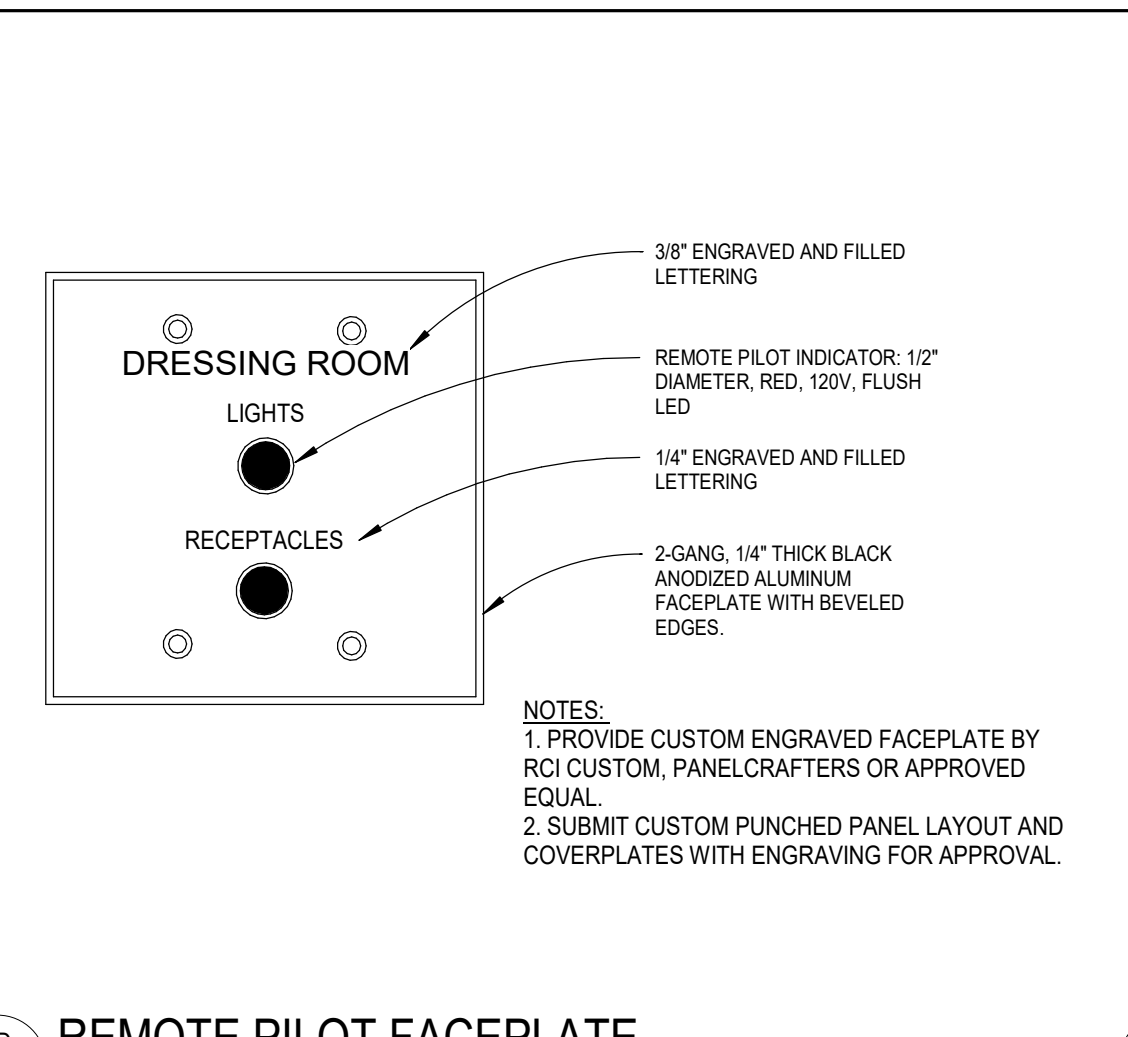 3/8" ENGRAVED AND FILLED
LETTERING
DRESSING ROOM
REMOTE PILOT INDICATOR: 1/2"
DIAMETER, RED, 120V, FLUSH
LED
LIGHTS
1/4" ENGRAVED AND FILLED
LETTERING
RECEPTACLES
2-GANG, 1/4" THICK BLACK
ANODIZED ALUMINUM
FACEPLATE WITH BEVELED
EDGES.
NOTES:
1. PROVIDE CUSTOM ENGRAVED FACEPLATE BY
RCI CUSTOM, PANELCRAFTERS OR APPROVED
EQUAL.
2. SUBMIT CUSTOM PUNCHED PANEL LAYOUT AND
COVERPLATES WITH ENGRAVING FOR APPROVAL.
REMOTE PILOT FACEPLATE